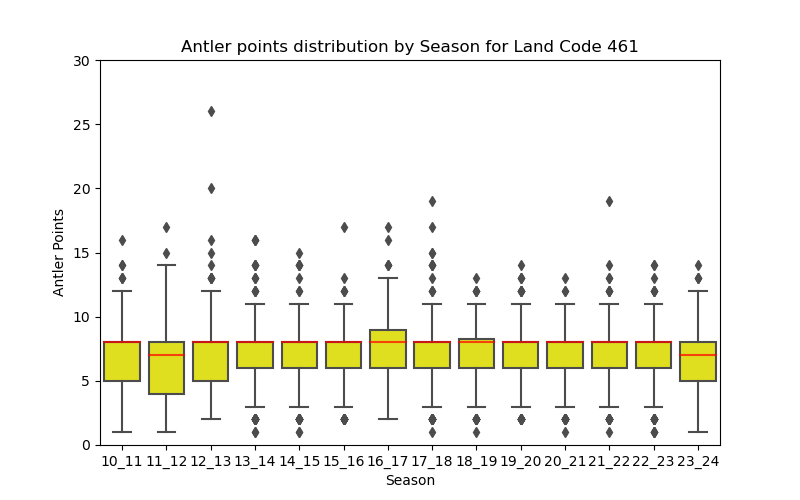 Antler points distribution by Season for Land Code 461
30
25
20
15
10
5
0
Antler Points
10_11 11_12 12_13 13_14 14_15 15_16 16_17 17_18 18_19 19_20 20_21 21_22 22_23 23_24
Season